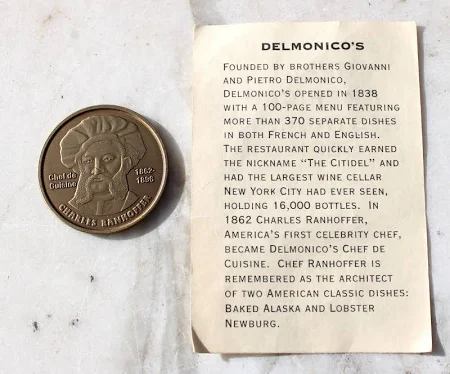 Chef de
Cuisine
1862-
1896
CHARLES RANHOFFER
DELMONICO'S
FOUNDED BY BROTHERS GIOVANNI
AND PIETRO DELMONICO,
DELMONICO'S OPENED IN 1838
WITH A 100-PAGE MENU FEATURING
MORE THAN 370 SEPARATE DISHES
IN BOTH FRENCH AND ENGLISH.
THE RESTAURANT QUICKLY EARNED
THE NICKNAME "THE CITIDEL" AND
HAD THE LARGEST WINE CELLAR
NEW YORK CITY HAD EVER SEEN,
HOLDING 16,000 BOTTLES. IN
1862 CHARLES RANHOFFER,
AMERICA'S FIRST CELEBRITY CHEF,
BECAME DELMONICO'S CHEF DE
CUISINE. CHEF RANHOFFER IS
REMEMBERED AS THE ARCHITECT
OF TWO AMERICAN CLASSIC DISHES:
BAKED ALASKA AND LOBSTER
NEWBURG.